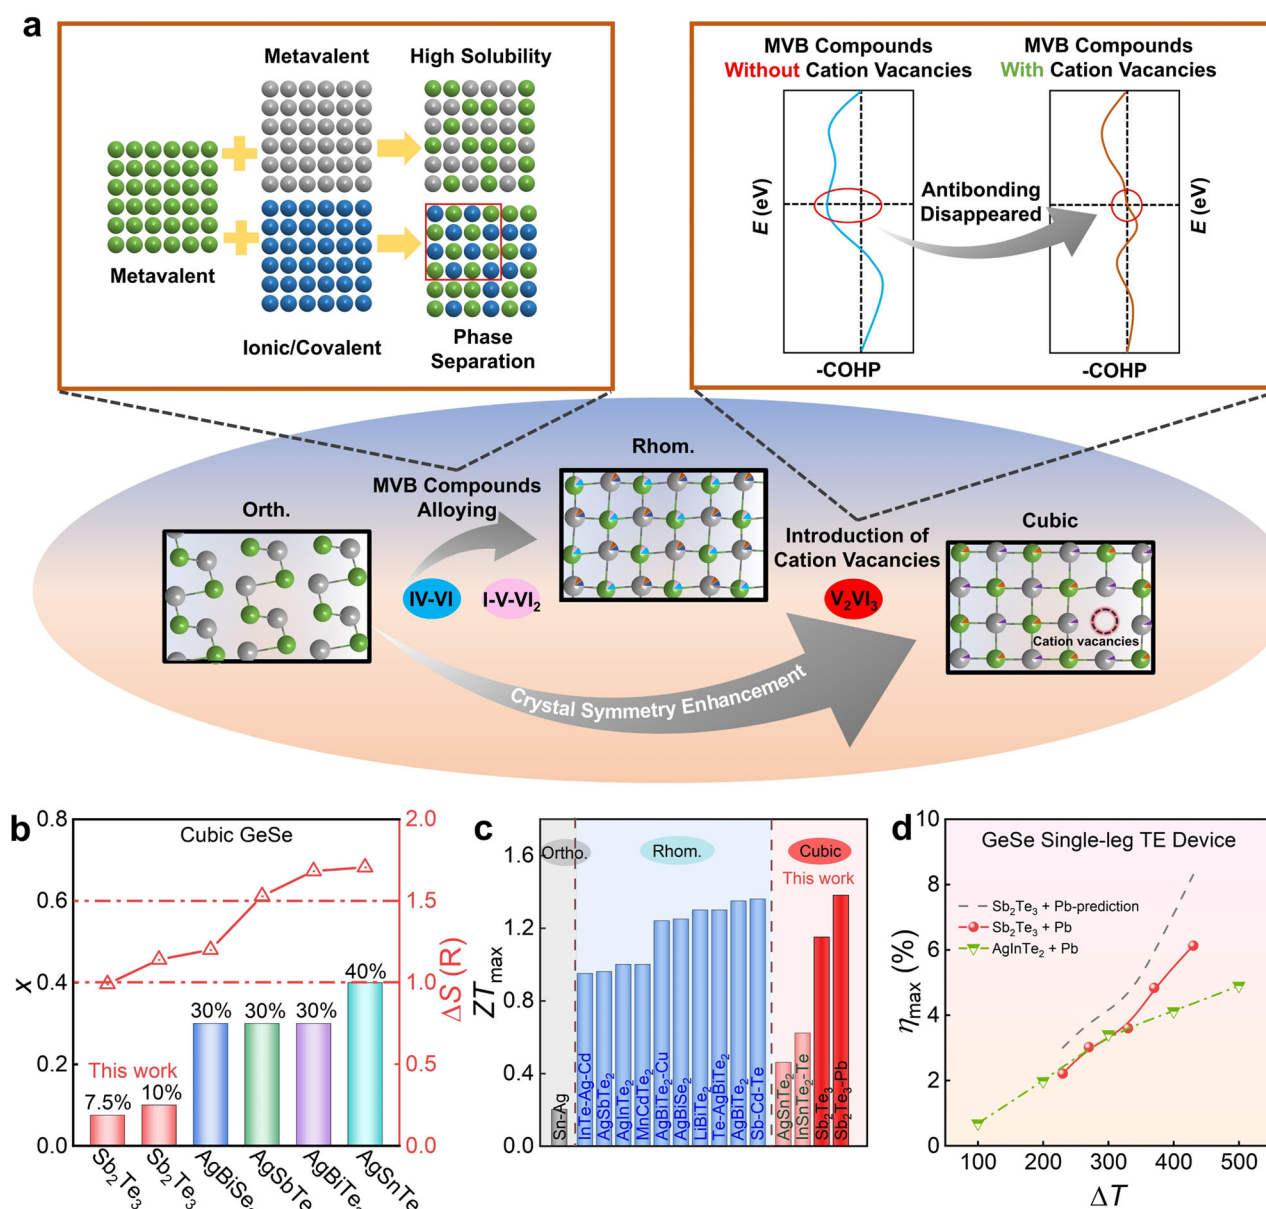 a
Metavalent
High Solubility
Metavalent
Ionic/Covalent
Phase
Separation
MVB Compounds
Without Cation Vacancies
MVB Compounds
With Cation Vacancies
E (eV)
Antibonding
Disappeared
E (eV)
-COHP
-COHP
Orth.
MVB Compounds
Alloying
IV-VI
I-V-VI₂
Rhom.
Introduction of
Cation Vacancies
V₂VI₃
Cubic
Cation vacancies
Crystal Symmetry Enhancement
b
Cubic GeSe
x
0.8
0.6
0.4
0.2
0.0
ΔS (R)
2.0
1.5
1.0
0.5
0.0
This work
7.5%
10%
30%
30%
30%
40%
Sb₂Te₃
Sb₂Te₃
AgBiSe
AgSbTe
AgBiTe
AgSnTe
c
ZTmax
1.6
1.2
0.8
0.4
0.0
Ortho.
Rhom.
Cubic
This work
Sn-Ag
InTe-Ag-Cd
AgSbTe₂
AgInTe₂
MnCdTe₂
AgBiTe₂-Cu
AgBiSe₂
LiBiTe₂
Te-AgBiTe₂
AgBiTe₂
Sb-Cd-Te
AgSnTe₂
InSnTe₂-Te
Sb₂Te₃
Sb₂Te₃-Pb
d
GeSe Single-leg TE Device
Sb₂Te₃ + Pb-prediction
Sb₂Te₃ + Pb
AgInTe₂ + Pb
ηmax (%)
10
8
6
4
2
0
100 200 300 400 500
ΔT